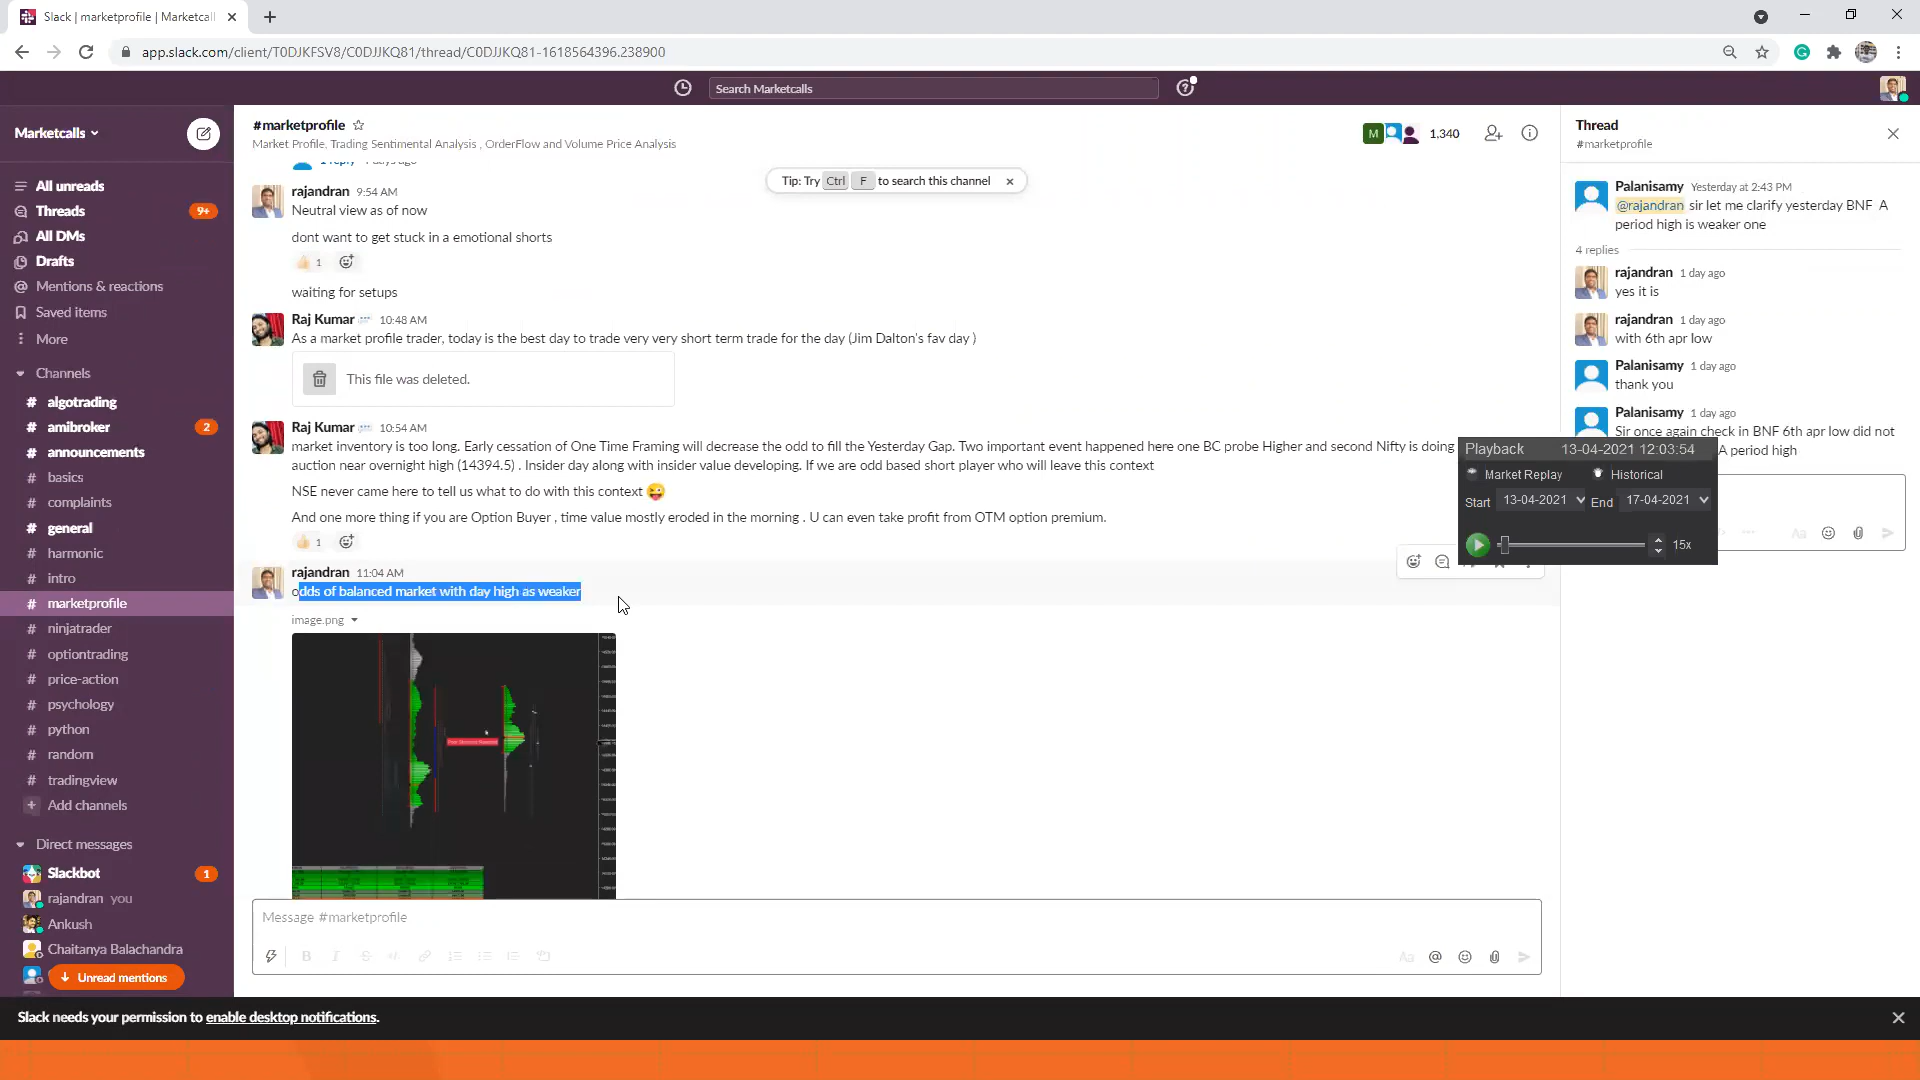 Slack | marketprofile | Marketcall
app.slack.com/client/T0DJKFSV8/C0DJJKQ81/thread/C0DJJKQ81-1618564396.238900
Search Marketcalls
Marketcalls
All unreads
Threads 9+
All DMs
Drafts
Mentions & reactions
Saved items
More
Channels
# algotrading
# amibroker 2
# announcements
# basics
# complaints
# general
# harmonic
# intro
# marketprofile
# ninjatrader
# optiontrading
# price-action
# psychology
# python
# random
# tradingview
+ Add channels
Direct messages
Slackbot 1
rajandran you
Ankush
Chaitanya Balachandra
Unread mentions
#marketprofile
Market Profile, Trading Sentimental Analysis , OrderFlow and Volume Price Analysis
M 1,340
Tip: Try Ctrl F to search this channel
rajandran 9:54 AM
Neutral view as of now
dont want to get stuck in a emotional shorts
1
waiting for setups
Raj Kumar 10:48 AM
As a market profile trader, today is the best day to trade very very short term trade for the day (Jim Dalton's fav day )
This file was deleted.
Raj Kumar 10:54 AM
market inventory is too long. Early cessation of One Time Framing will decrease the odd to fill the Yesterday Gap. Two important event happened here one BC probe Higher and second Nifty is doing
auction near overnight high (14394.5) . Insider day along with insider value developing. If we are odd based short player who will leave this context
NSE never came here to tell us what to do with this context
And one more thing if you are Option Buyer , time value mostly eroded in the morning . U can even take profit from OTM option premium.
1
rajandran 11:04 AM
odds of balanced market with day high as weaker
image.png
Message #marketprofile
Thread
#marketprofile
Palanisamy Yesterday at 2:43 PM
@rajandran sir let me clarify yesterday BNF A
period high is weaker one
4 replies
rajandran 1 day ago
yes it is
rajandran 1 day ago
with 6th apr low
Palanisamy 1 day ago
thank you
Palanisamy 1 day ago
Sir once again check in BNF 6th apr low did not
A period high
Playback 13-04-2021 12:03:54
Market Replay Historical
Start 13-04-2021 End 17-04-2021
15x
Slack needs your permission to enable desktop notifications.